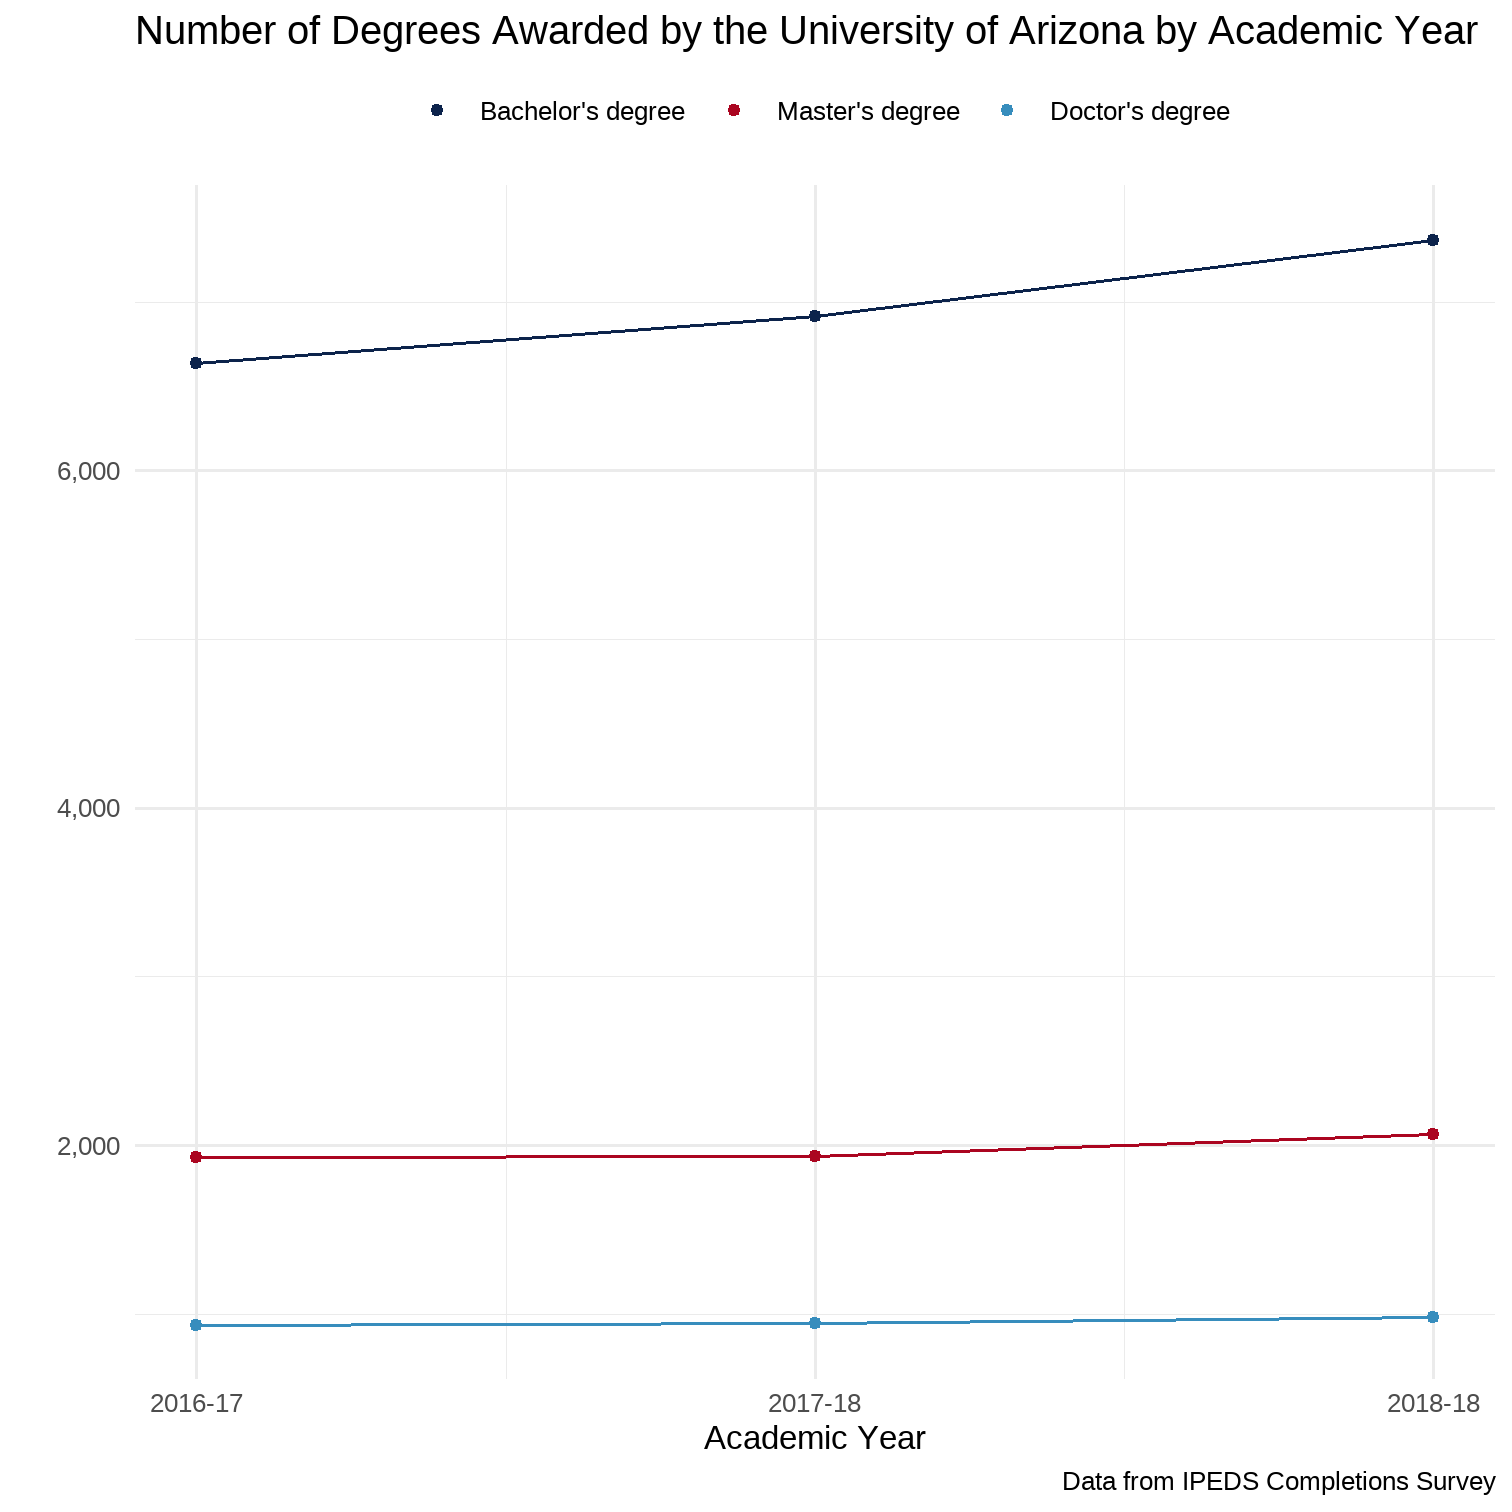 Number of Degrees Awarded by the University of Arizona by Academic Year
Bachelor's degree Master's degree Doctor's degree
6,000
4,000
2,000
2016-17 2017-18 2018-18
Academic Year
Data from IPEDS Completions Survey